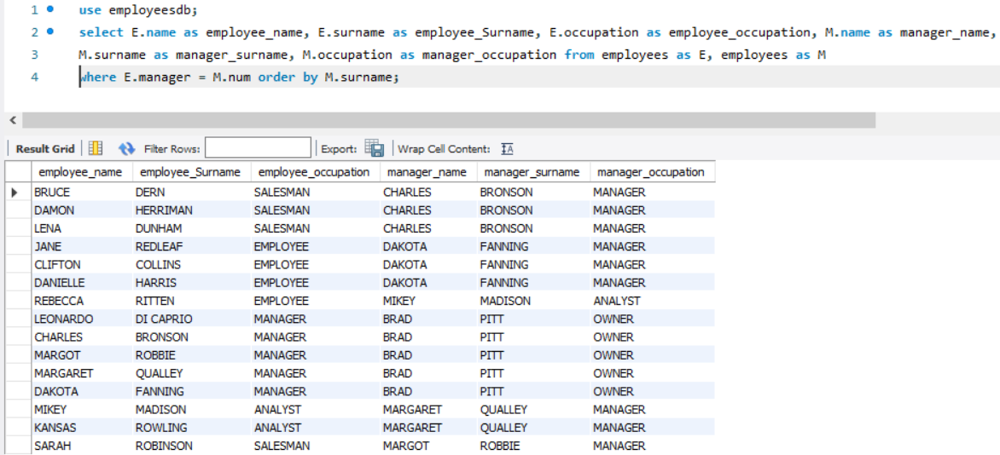 1 use employeesdb;
2 select E.name as employee_name, E.surname as employee_Surname, E.occupation as employee_occupation, M.name as manager_name,
3 M.surname as manager_surname, M.occupation as manager_occupation from employees as E, employees as M
4 where E.manager = M.num order by M.surname;
Result Grid Filter Rows: Export: Wrap Cell Content: IA
employee_name employee_Surname employee_occupation manager_name manager_surname manager_occupation
BRUCE DERN SALESMAN CHARLES BRONSON MANAGER
DAMON HERRIMAN SALESMAN CHARLES BRONSON MANAGER
LENA DUNHAM SALESMAN CHARLES BRONSON MANAGER
JANE REDLEAF EMPLOYEE DAKOTA FANNING MANAGER
CLIFTON COLLINS EMPLOYEE DAKOTA FANNING MANAGER
DANIELLE HARRIS EMPLOYEE DAKOTA FANNING MANAGER
REBECCA RITTEN EMPLOYEE MIKEY MADISON ANALYST
LEONARDO DI CAPRIO MANAGER BRAD PITT OWNER
CHARLES BRONSON MANAGER BRAD PITT OWNER
MARGOT ROBBIE MANAGER BRAD PITT OWNER
MARGARET QUALLEY MANAGER BRAD PITT OWNER
DAKOTA FANNING MANAGER BRAD PITT OWNER
MIKEY MADISON ANALYST MARGARET QUALLEY MANAGER
KANSAS ROWLING ANALYST MARGARET QUALLEY MANAGER
SARAH ROBINSON SALESMAN MARGOT ROBBIE MANAGER